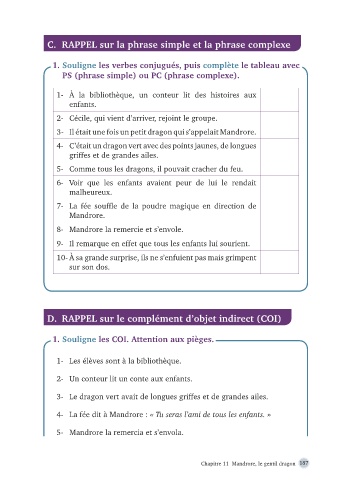 C. RAPPEL sur la phrase simple et la phrase complexe
1. Souligne les verbes conjugués, puis complète le tableau avec
PS (phrase simple) ou PC (phrase complexe).
1- À la bibliothèque, un conteur lit des histoires aux
enfants.
2- Cécile, qui vient d'arriver, rejoint le groupe.
3- Il était une fois un petit dragon qui s'appelait Mandrore.
4- C'était un dragon vert avec des points jaunes, de longues
griffes et de grandes ailes.
5- Comme tous les dragons, il pouvait cracher du feu.
6- Voir que les enfants avaient peur de lui le rendait
malheureux.
7- La fée souffle de la poudre magique en direction de
Mandrore.
8- Mandrore la remercie et s'envole.
9- Il remarque en effet que tous les enfants lui sourient.
10- À sa grande surprise, ils ne s'enfuient pas mais grimpent
sur son dos.
D. RAPPEL sur le complément d'objet indirect (COI)
1. Souligne les COI. Attention aux pièges.
1- Les élèves sont à la bibliothèque.
2- Un conteur lit un conte aux enfants.
3- Le dragon vert avait de longues griffes et de grandes ailes.
4- La fée dit à Mandrore : « Tu seras l'ami de tous les enfants. »
5- Mandrore la remercia et s'envola.
Chapitre 11 Mandrore, le gentil dragon 187